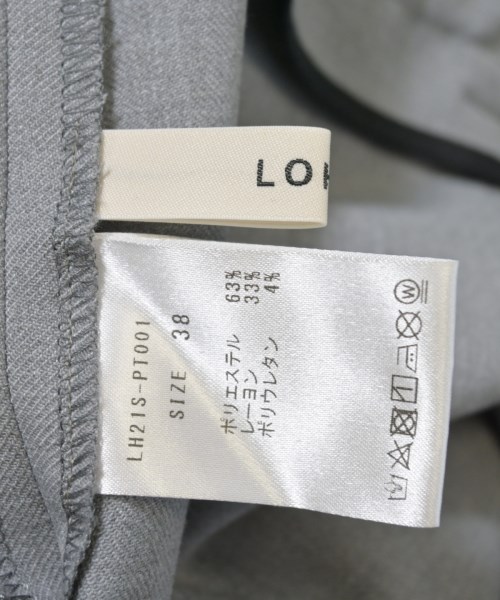 LO
LH21S-PT001
SIZE 38
ポリエステル 63%
レーヨン 33%
ポリウレタン 4%
W